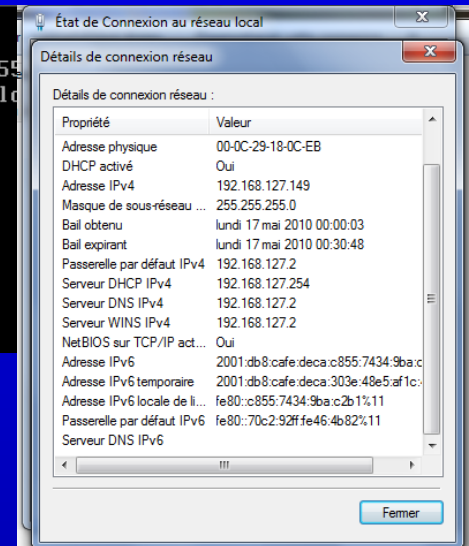 État de Connexion au réseau local
Détails de connexion réseau
Détails de connexion réseau :
Propriété Valeur
Adresse physique 00-0C-29-18-0C-EB
DHCP activé Oui
Adresse IPv4 192.168.127.149
Masque de sous-réseau ... 255.255.255.0
Bail obtenu lundi 17 mai 2010 00:00:03
Bail expirant lundi 17 mai 2010 00:30:48
Passerelle par défaut IPv4 192.168.127.2
Serveur DHCP IPv4 192.168.127.254
Serveur DNS IPv4 192.168.127.2
Serveur WINS IPv4 192.168.127.2
NetBIOS sur TCP/IP act... Oui
Adresse IPv6 2001:db8:cafe:deca:c855:7434:9ba:c
Adresse IPv6 temporaire 2001:db8:cafe:deca:303e:48e5:af1c:
Adresse IPv6 locale de li... fe80::c855:7434:9ba:c2b1%11
Passerelle par défaut IPv6 fe80::70c2:92ff:fe46:4b82%11
Serveur DNS IPv6
Fermer